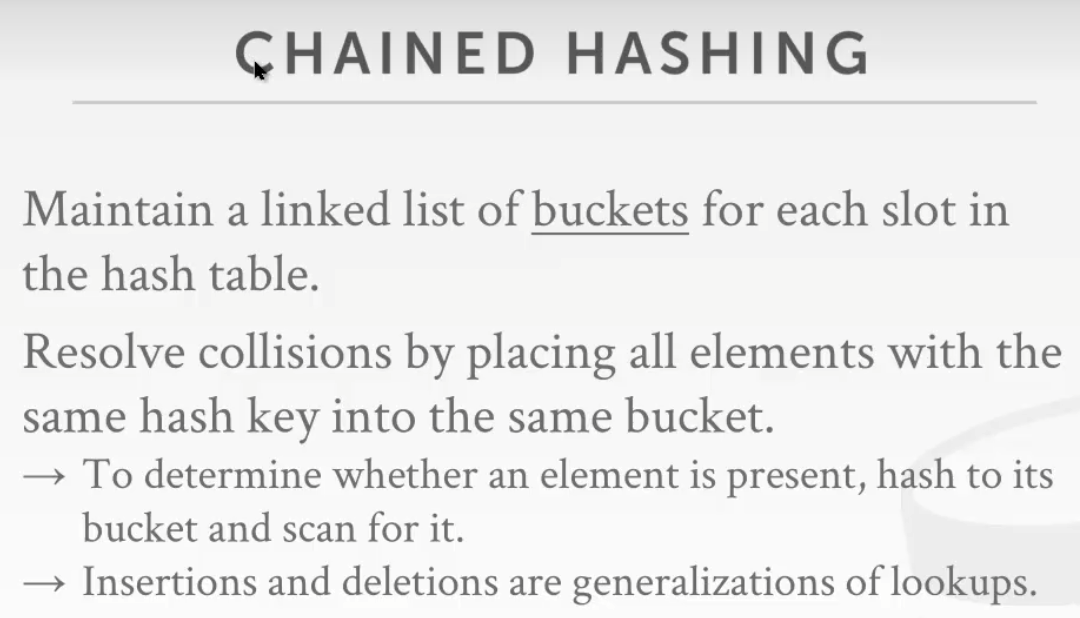 CHAINED HASHING
Maintain a linked list of buckets for each slot in
the hash table.
Resolve collisions by placing all elements with the
same hash key into the same bucket.
→ To determine whether an element is present, hash to its
bucket and scan for it.
→ Insertions and deletions are generalizations of lookups.